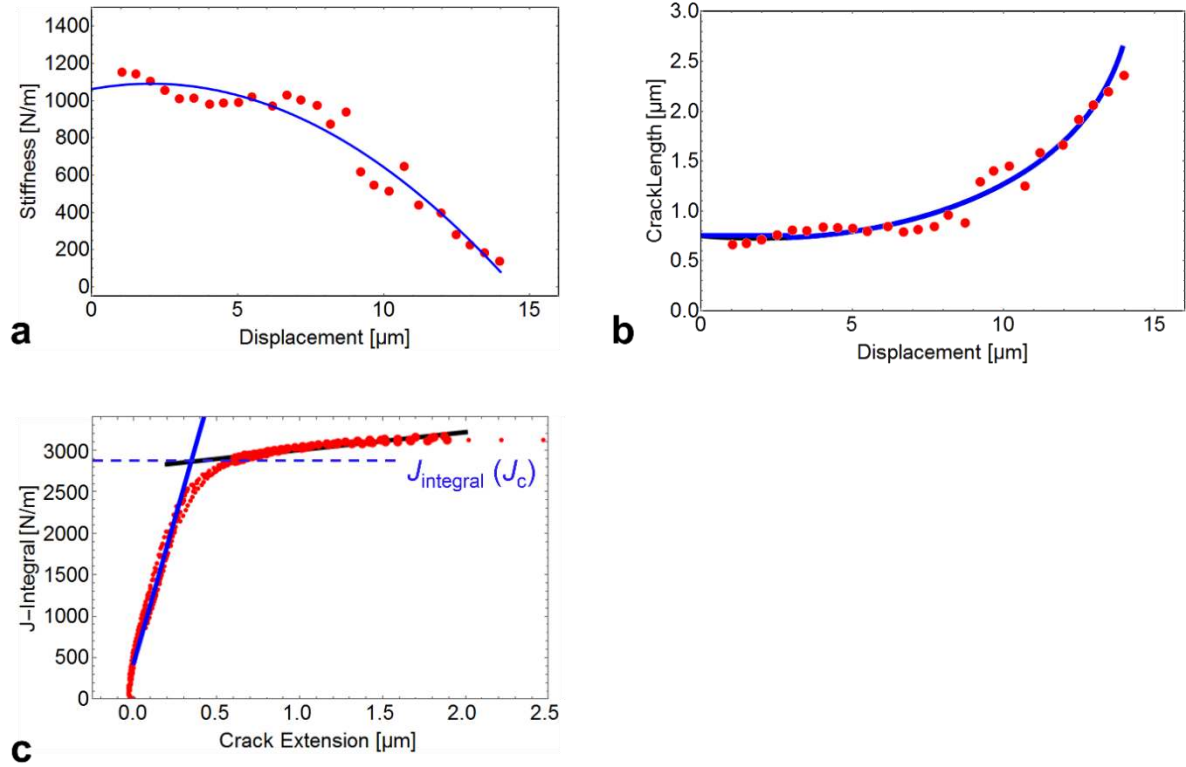 1400
1200
1000
800
600
400
200
0
Stiffness [N/m]
0 5 10 15
Displacement [µm]
a
3.0
2.5
2.0
1.5
1.0
0.5
0.0
CrackLength [µm]
0 5 10 15
Displacement [µm]
b
3000
2500
2000
1500
1000
500
0
J−Integral [N/m]
Jintegral (Jc)
0.0 0.5 1.0 1.5 2.0 2.5
Crack Extension [µm]
c